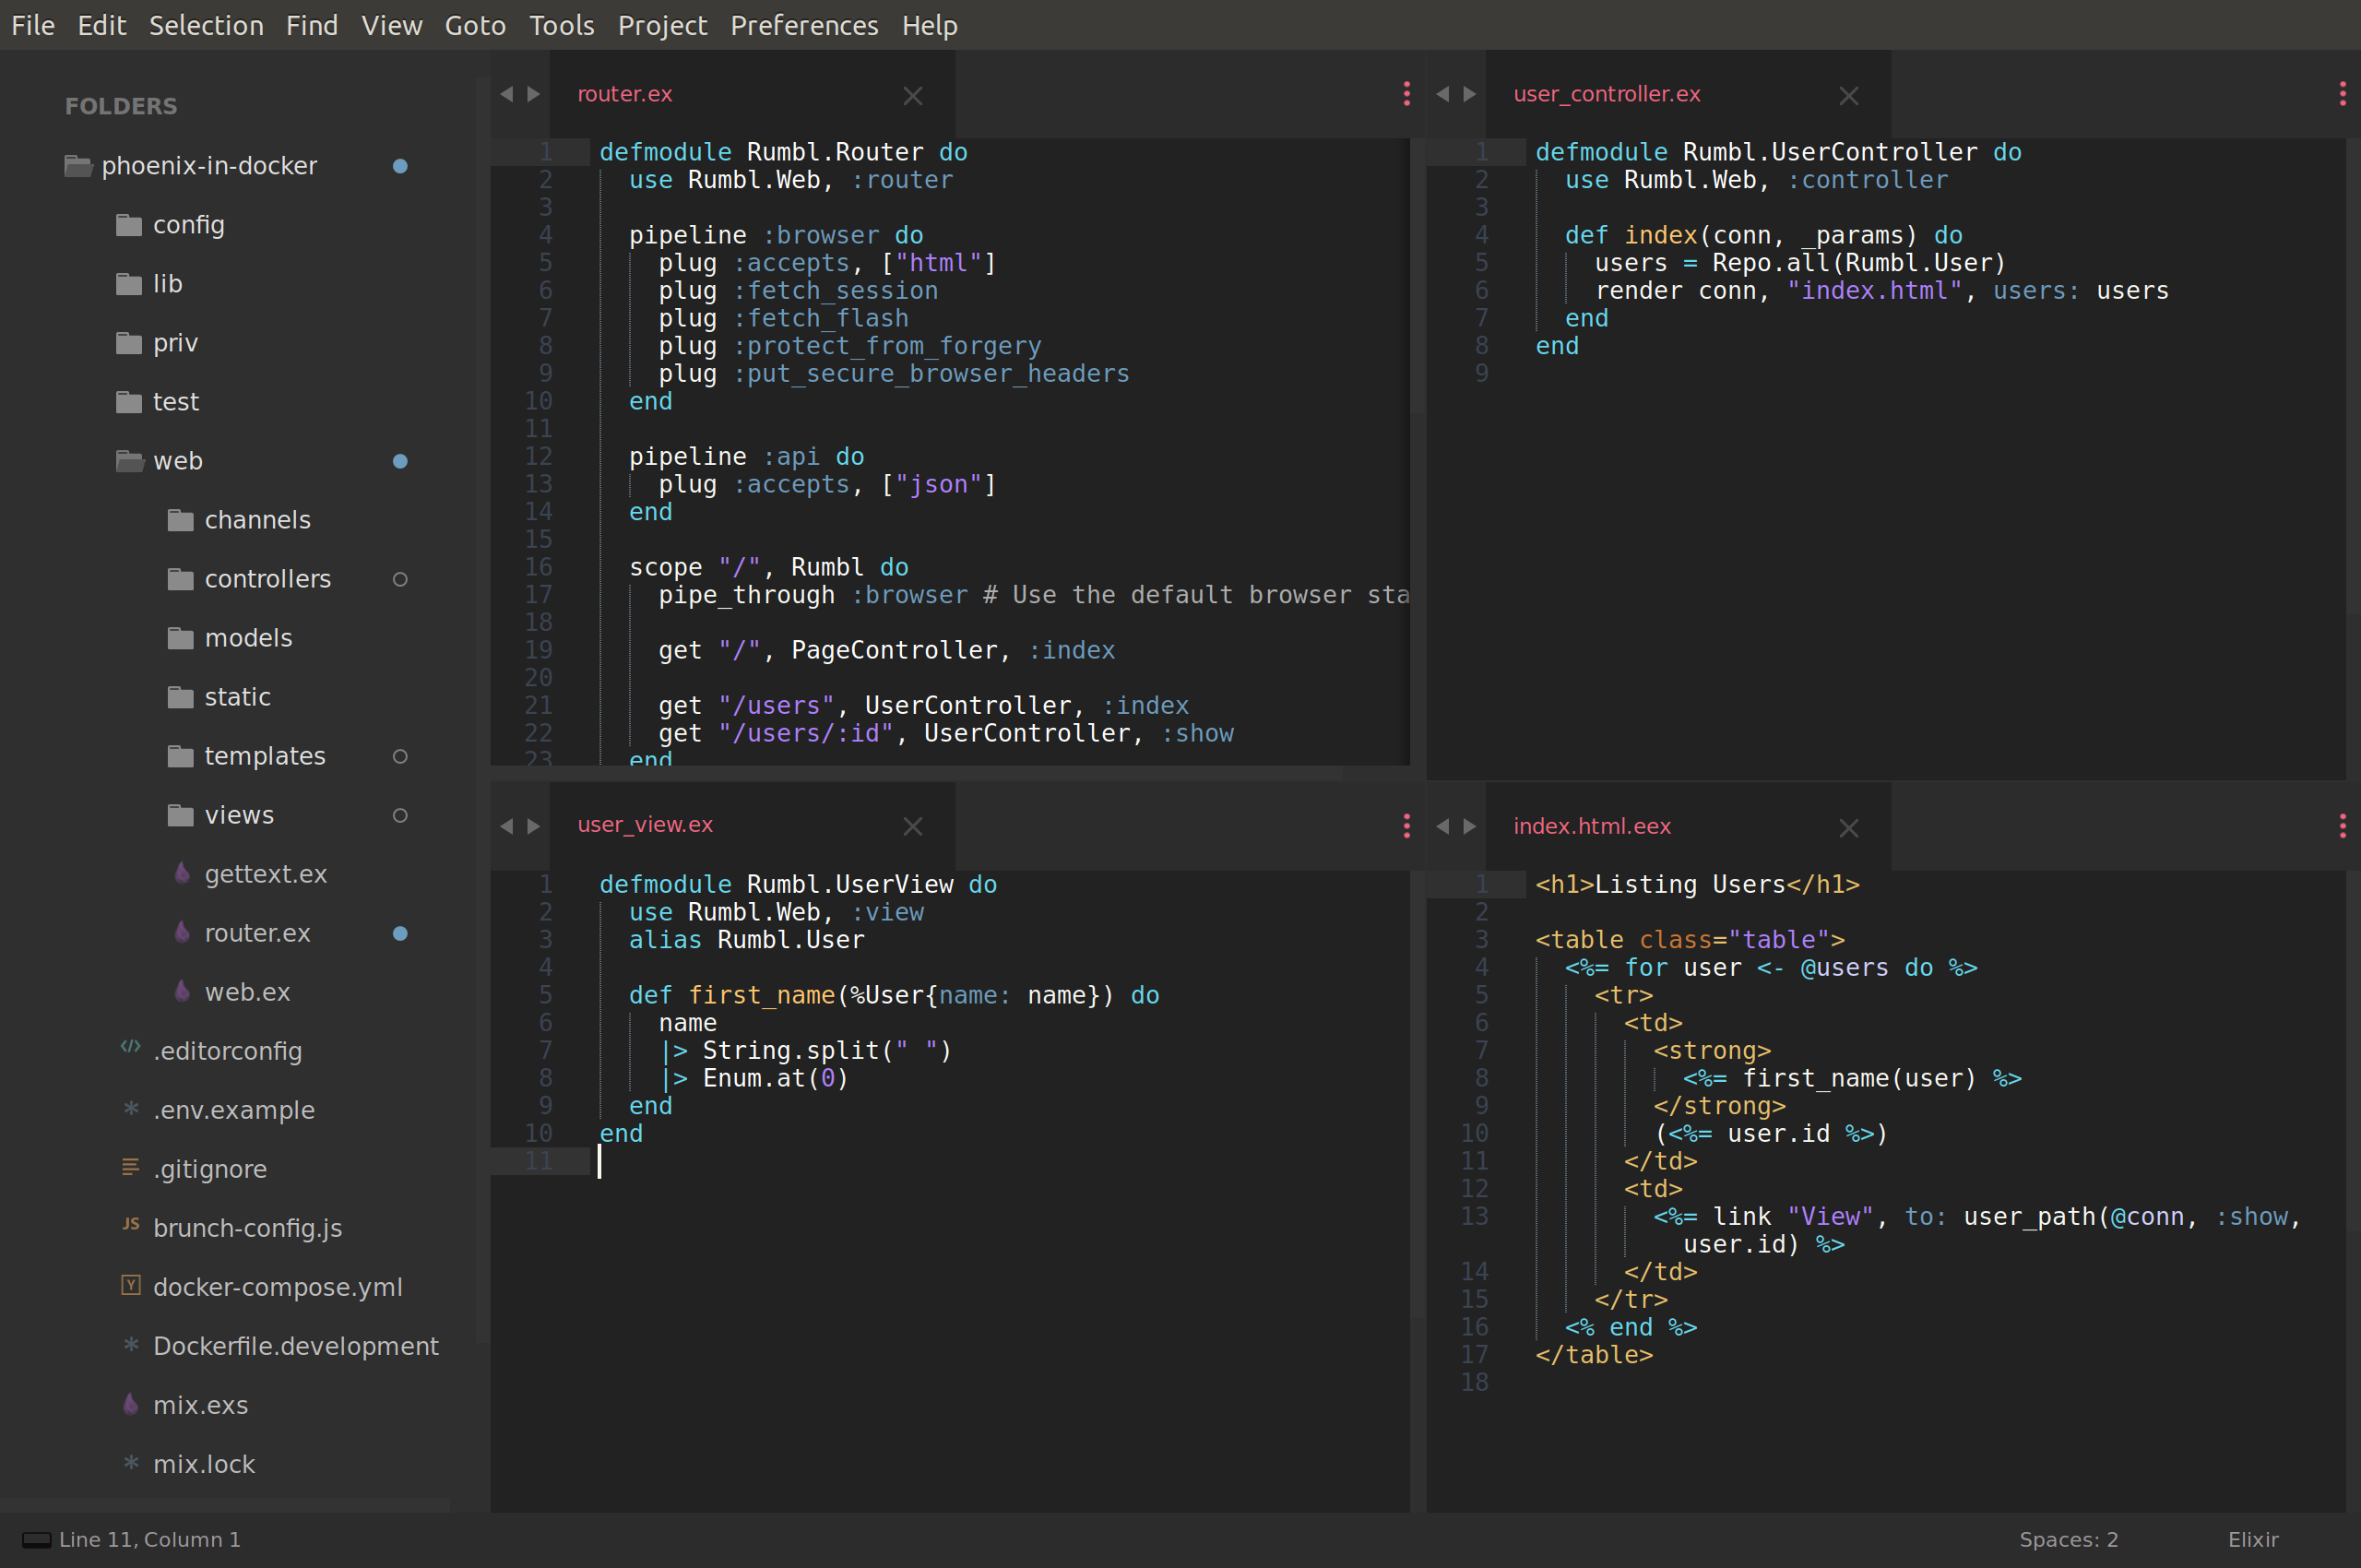 File Edit Selection Find View Goto Tools Project Preferences Help
FOLDERS
phoenix-in-docker
config
lib
priv
test
web
channels
controllers
models
static
templates
views
gettext.ex
router.ex
web.ex
</> .editorconfig
* .env.example
.gitignore
JS brunch-config.js
Y docker-compose.yml
* Dockerfile.development
mix.exs
* mix.lock
router.ex
1 defmodule Rumbl.Router do
2   use Rumbl.Web, :router
3
4   pipeline :browser do
5     plug :accepts, ["html"]
6     plug :fetch_session
7     plug :fetch_flash
8     plug :protect_from_forgery
9     plug :put_secure_browser_headers
10   end
11
12   pipeline :api do
13     plug :accepts, ["json"]
14   end
15
16   scope "/", Rumbl do
17     pipe_through :browser # Use the default browser sta
18
19     get "/", PageController, :index
20
21     get "/users", UserController, :index
22     get "/users/:id", UserController, :show
23   end
user_controller.ex
1 defmodule Rumbl.UserController do
2   use Rumbl.Web, :controller
3
4   def index(conn, _params) do
5     users = Repo.all(Rumbl.User)
6     render conn, "index.html", users: users
7   end
8 end
9
user_view.ex
1 defmodule Rumbl.UserView do
2   use Rumbl.Web, :view
3   alias Rumbl.User
4
5   def first_name(%User{name: name}) do
6     name
7     |> String.split(" ")
8     |> Enum.at(0)
9   end
10 end
11
index.html.eex
1 <h1>Listing Users</h1>
2
3 <table class="table">
4   <%= for user <- @users do %>
5     <tr>
6       <td>
7         <strong>
8           <%= first_name(user) %>
9         </strong>
10         (<%= user.id %>)
11       </td>
12       <td>
13         <%= link "View", to: user_path(@conn, :show,
user.id) %>
14       </td>
15     </tr>
16   <% end %>
17 </table>
18
Line 11, Column 1
Spaces: 2
Elixir